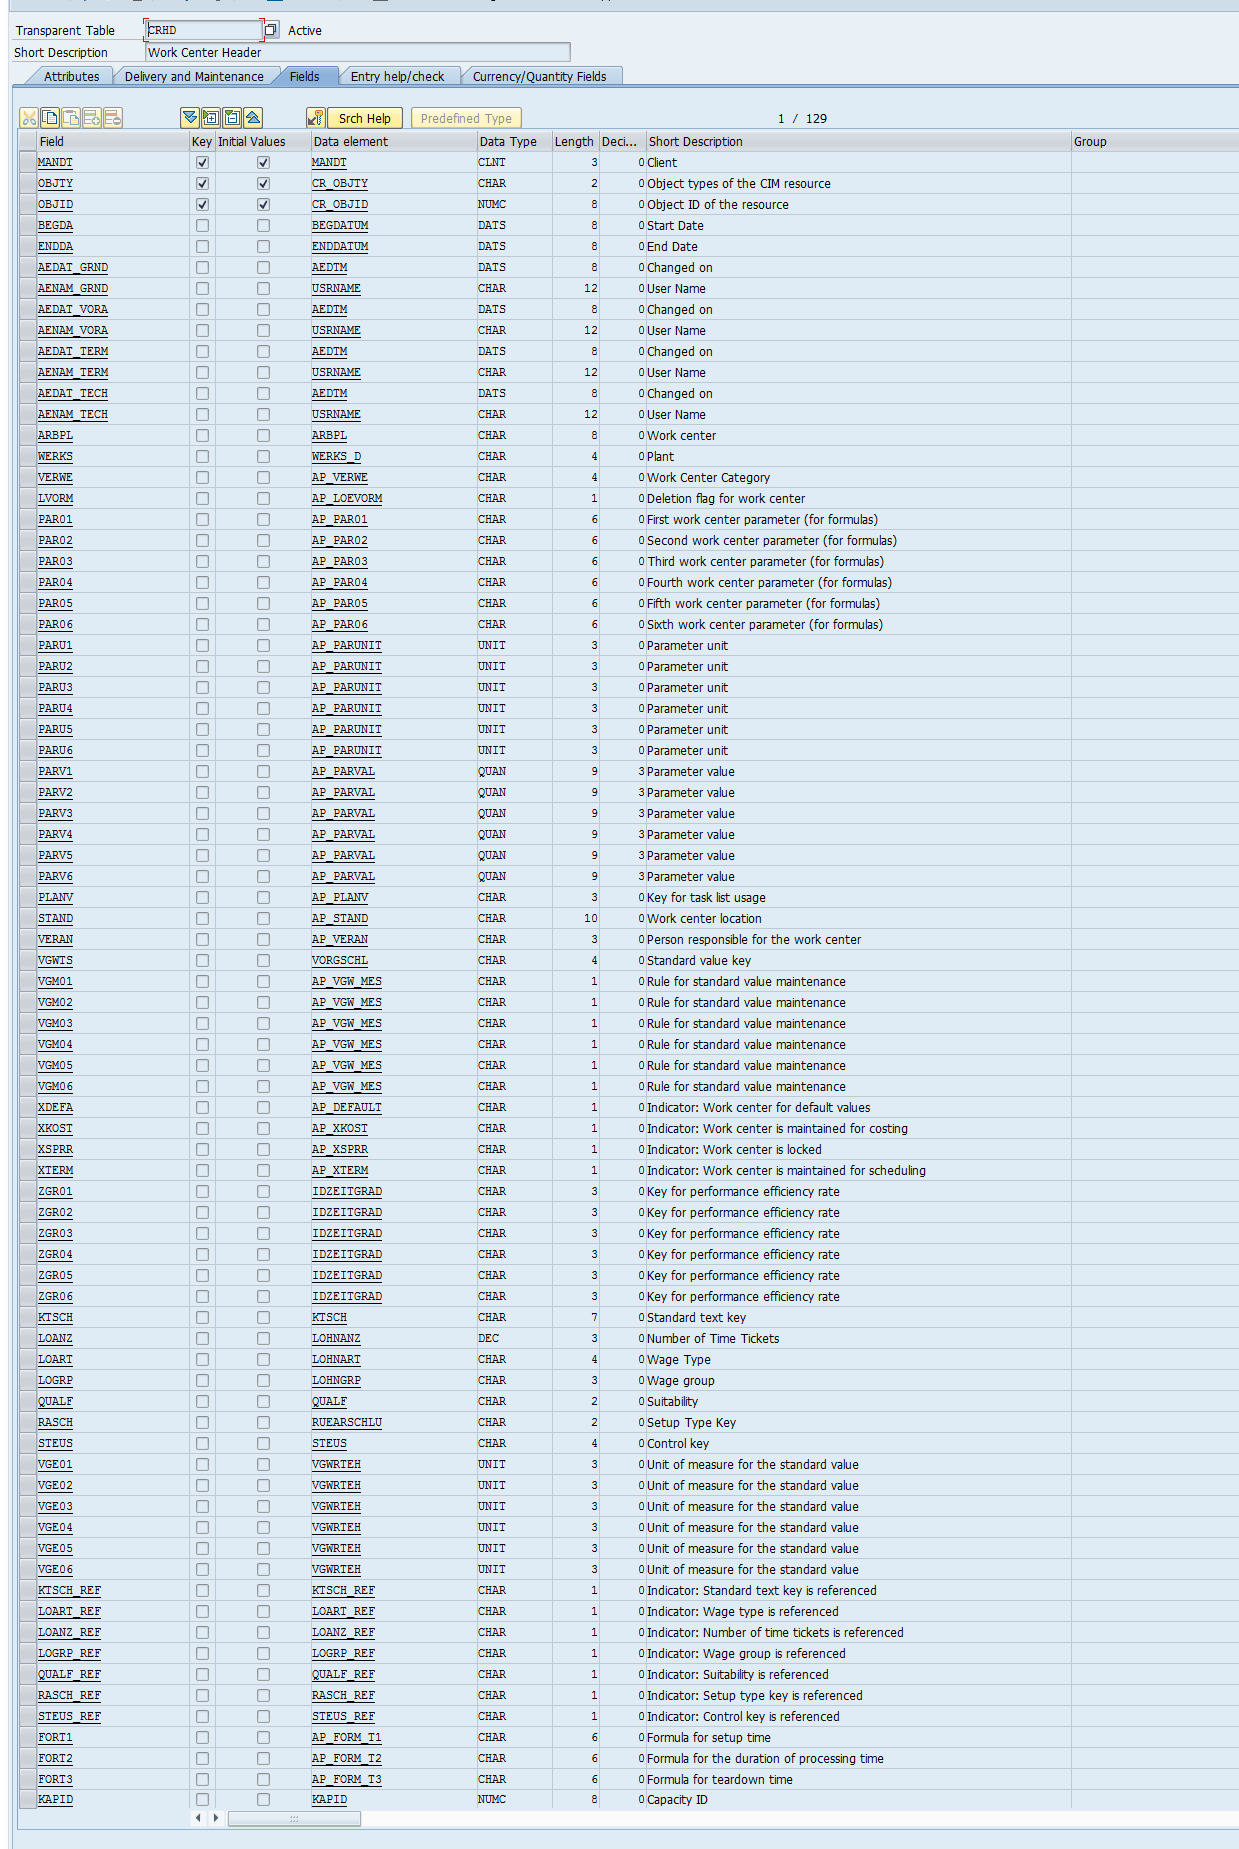 Transparent Table CRHD Active
Short Description Work Center Header
Attributes Delivery and Maintenance Fields Entry help/check Currency/Quantity Fields
Srch Help Predefined Type 1 / 129
Field Key Initial Values Data element Data Type Length Deci... Short Description Group
MANDT MANDT CLNT 3 0 Client
OBJTY CR_OBJTY CHAR 2 0 Object types of the CIM resource
OBJID CR_OBJID NUMC 8 0 Object ID of the resource
BEGDA BEGDATUM DATS 8 0 Start Date
ENDDA ENDDATUM DATS 8 0 End Date
AEDAT_GRND AEDTM DATS 8 0 Changed on
AENAM_GRND USRNAME CHAR 12 0 User Name
AEDAT_VORA AEDTM DATS 8 0 Changed on
AENAM_VORA USRNAME CHAR 12 0 User Name
AEDAT_TERM AEDTM DATS 8 0 Changed on
AENAM_TERM USRNAME CHAR 12 0 User Name
AEDAT_TECH AEDTM DATS 8 0 Changed on
AENAM_TECH USRNAME CHAR 12 0 User Name
ARBPL ARBPL CHAR 8 0 Work center
WERKS WERKS_D CHAR 4 0 Plant
VERWE AP_VERWE CHAR 4 0 Work Center Category
LVORM AP_LOEVORM CHAR 1 0 Deletion flag for work center
PAR01 AP_PAR01 CHAR 6 0 First work center parameter (for formulas)
PAR02 AP_PAR02 CHAR 6 0 Second work center parameter (for formulas)
PAR03 AP_PAR03 CHAR 6 0 Third work center parameter (for formulas)
PAR04 AP_PAR04 CHAR 6 0 Fourth work center parameter (for formulas)
PAR05 AP_PAR05 CHAR 6 0 Fifth work center parameter (for formulas)
PAR06 AP_PAR06 CHAR 6 0 Sixth work center parameter (for formulas)
PARU1 AP_PARUNIT UNIT 3 0 Parameter unit
PARU2 AP_PARUNIT UNIT 3 0 Parameter unit
PARU3 AP_PARUNIT UNIT 3 0 Parameter unit
PARU4 AP_PARUNIT UNIT 3 0 Parameter unit
PARU5 AP_PARUNIT UNIT 3 0 Parameter unit
PARU6 AP_PARUNIT UNIT 3 0 Parameter unit
PARV1 AP_PARVAL QUAN 9 3 Parameter value
PARV2 AP_PARVAL QUAN 9 3 Parameter value
PARV3 AP_PARVAL QUAN 9 3 Parameter value
PARV4 AP_PARVAL QUAN 9 3 Parameter value
PARV5 AP_PARVAL QUAN 9 3 Parameter value
PARV6 AP_PARVAL QUAN 9 3 Parameter value
PLANV AP_PLANV CHAR 3 0 Key for task list usage
STAND AP_STAND CHAR 10 0 Work center location
VERAN AP_VERAN CHAR 3 0 Person responsible for the work center
VGWTS VORGSCHL CHAR 4 0 Standard value key
VGM01 AP_VGW_MES CHAR 1 0 Rule for standard value maintenance
VGM02 AP_VGW_MES CHAR 1 0 Rule for standard value maintenance
VGM03 AP_VGW_MES CHAR 1 0 Rule for standard value maintenance
VGM04 AP_VGW_MES CHAR 1 0 Rule for standard value maintenance
VGM05 AP_VGW_MES CHAR 1 0 Rule for standard value maintenance
VGM06 AP_VGW_MES CHAR 1 0 Rule for standard value maintenance
XDEFA AP_DEFAULT CHAR 1 0 Indicator: Work center for default values
XKOST AP_XKOST CHAR 1 0 Indicator: Work center is maintained for costing
XSPRR AP_XSPRR CHAR 1 0 Indicator: Work center is locked
XTERM AP_XTERM CHAR 1 0 Indicator: Work center is maintained for scheduling
ZGR01 IDZEITGRAD CHAR 3 0 Key for performance efficiency rate
ZGR02 IDZEITGRAD CHAR 3 0 Key for performance efficiency rate
ZGR03 IDZEITGRAD CHAR 3 0 Key for performance efficiency rate
ZGR04 IDZEITGRAD CHAR 3 0 Key for performance efficiency rate
ZGR05 IDZEITGRAD CHAR 3 0 Key for performance efficiency rate
ZGR06 IDZEITGRAD CHAR 3 0 Key for performance efficiency rate
KTSCH KTSCH CHAR 7 0 Standard text key
LOANZ LOHNANZ DEC 3 0 Number of Time Tickets
LOART LOHNART CHAR 4 0 Wage Type
LOGRP LOHNGRP CHAR 3 0 Wage group
QUALF QUALF CHAR 2 0 Suitability
RASCH RUEARSCHLU CHAR 2 0 Setup Type Key
STEUS STEUS CHAR 4 0 Control key
VGE01 VGWRTEH UNIT 3 0 Unit of measure for the standard value
VGE02 VGWRTEH UNIT 3 0 Unit of measure for the standard value
VGE03 VGWRTEH UNIT 3 0 Unit of measure for the standard value
VGE04 VGWRTEH UNIT 3 0 Unit of measure for the standard value
VGE05 VGWRTEH UNIT 3 0 Unit of measure for the standard value
VGE06 VGWRTEH UNIT 3 0 Unit of measure for the standard value
KTSCH_REF KTSCH_REF CHAR 1 0 Indicator: Standard text key is referenced
LOART_REF LOART_REF CHAR 1 0 Indicator: Wage type is referenced
LOANZ_REF LOANZ_REF CHAR 1 0 Indicator: Number of time tickets is referenced
LOGRP_REF LOGRP_REF CHAR 1 0 Indicator: Wage group is referenced
QUALF_REF QUALF_REF CHAR 1 0 Indicator: Suitability is referenced
RASCH_REF RASCH_REF CHAR 1 0 Indicator: Setup type key is referenced
STEUS_REF STEUS_REF CHAR 1 0 Indicator: Control key is referenced
FORT1 AP_FORM_T1 CHAR 6 0 Formula for setup time
FORT2 AP_FORM_T2 CHAR 6 0 Formula for the duration of processing time
FORT3 AP_FORM_T3 CHAR 6 0 Formula for teardown time
KAPID KAPID NUMC 8 0 Capacity ID